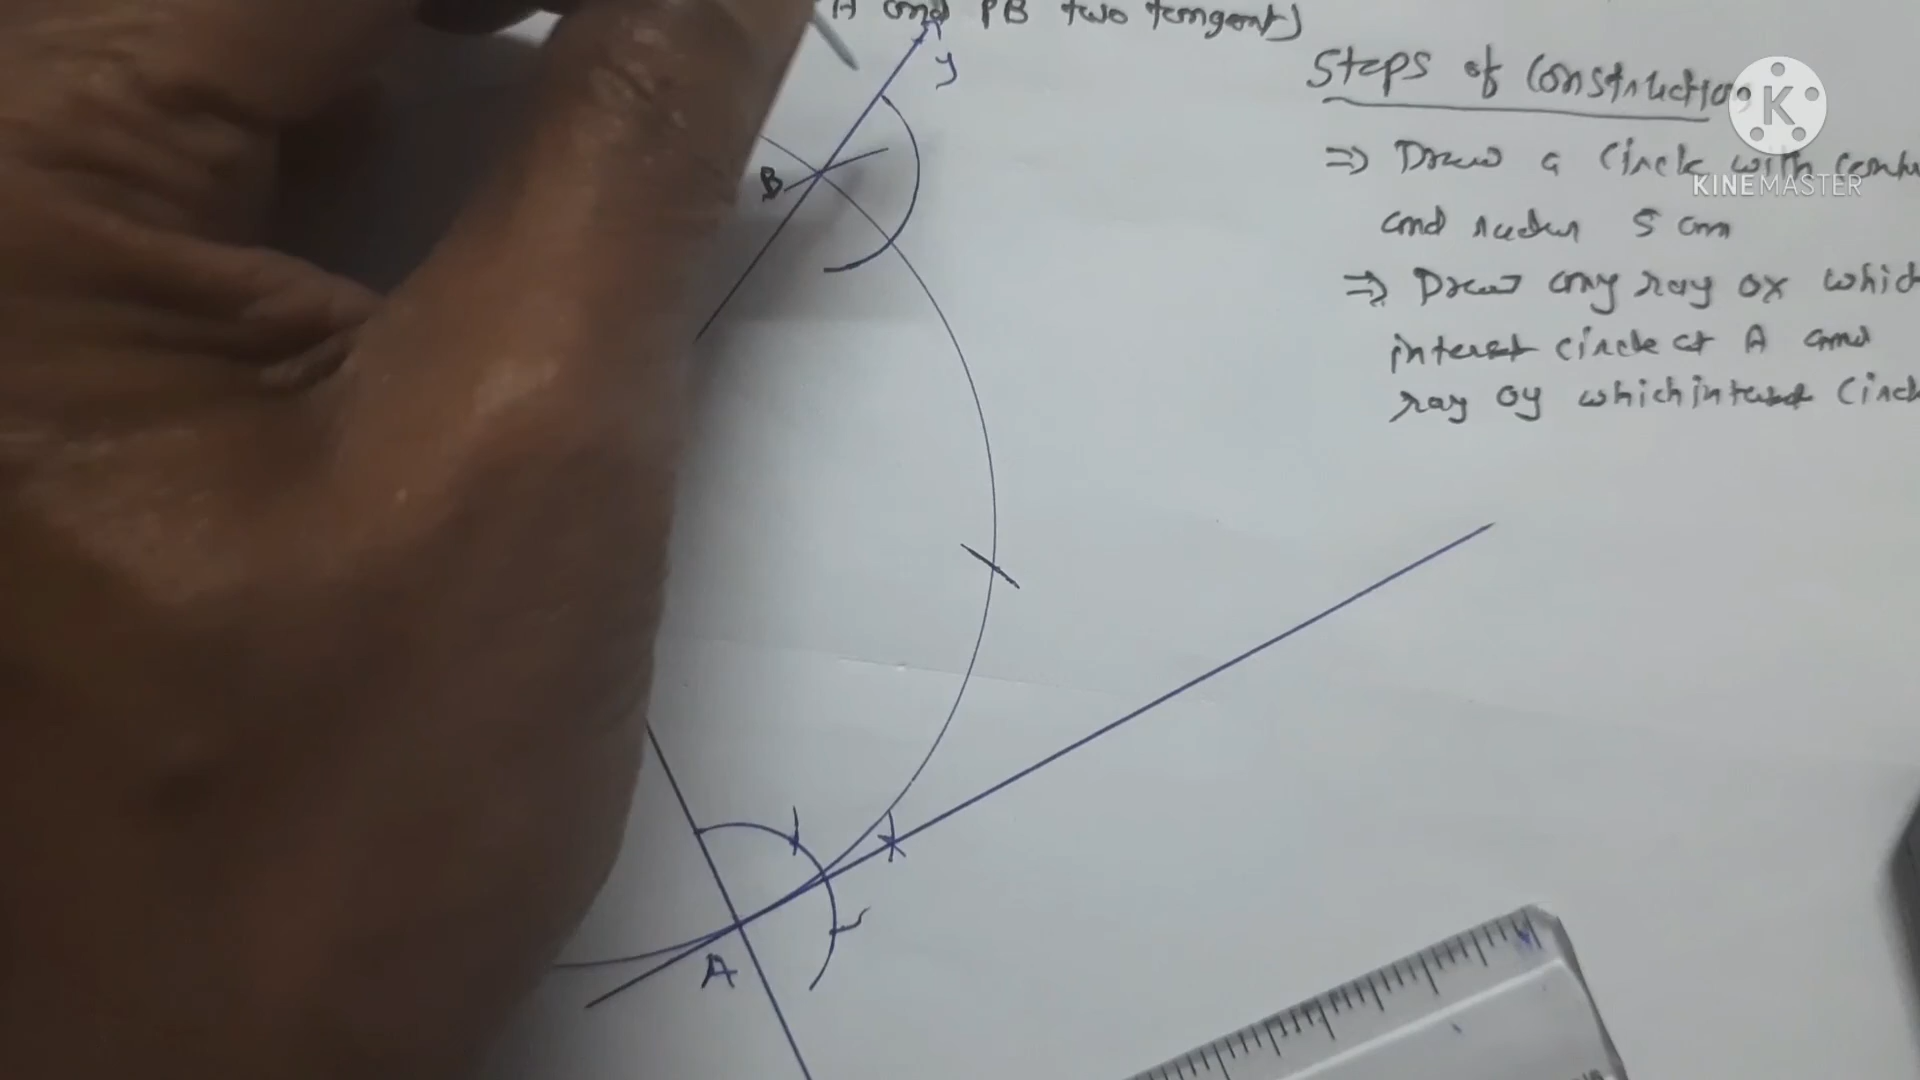 A and PB two tangents
Steps of Construction
K
KINEMASTER
⇒ Draw a Circle with
and radius 5 cm
⇒ Draw any ray ox which
intersect circle at A and
ray oy which intersect Circle
y
B
A